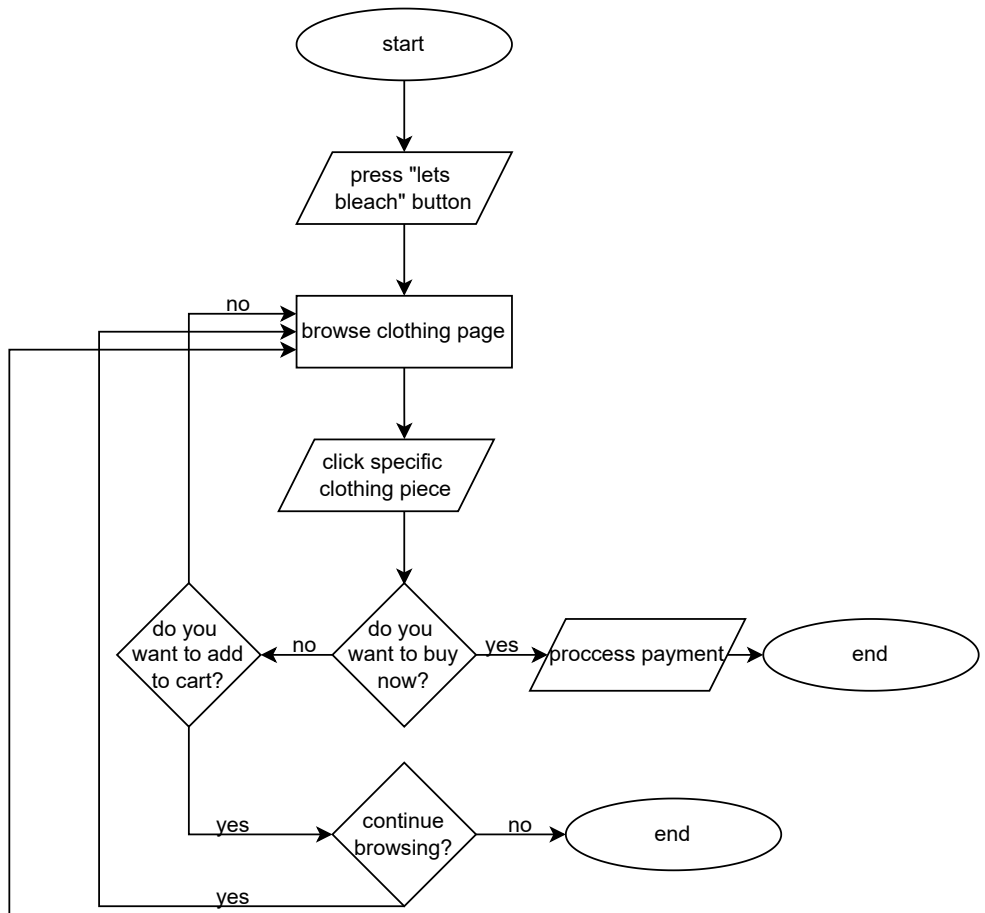 start
press "lets
bleach" button
no
browse clothing page
click specific
clothing piece
do you
want to add
to cart?
no
do you
want to buy
now?
yes
proccess payment
end
yes
continue
browsing?
no
end
yes